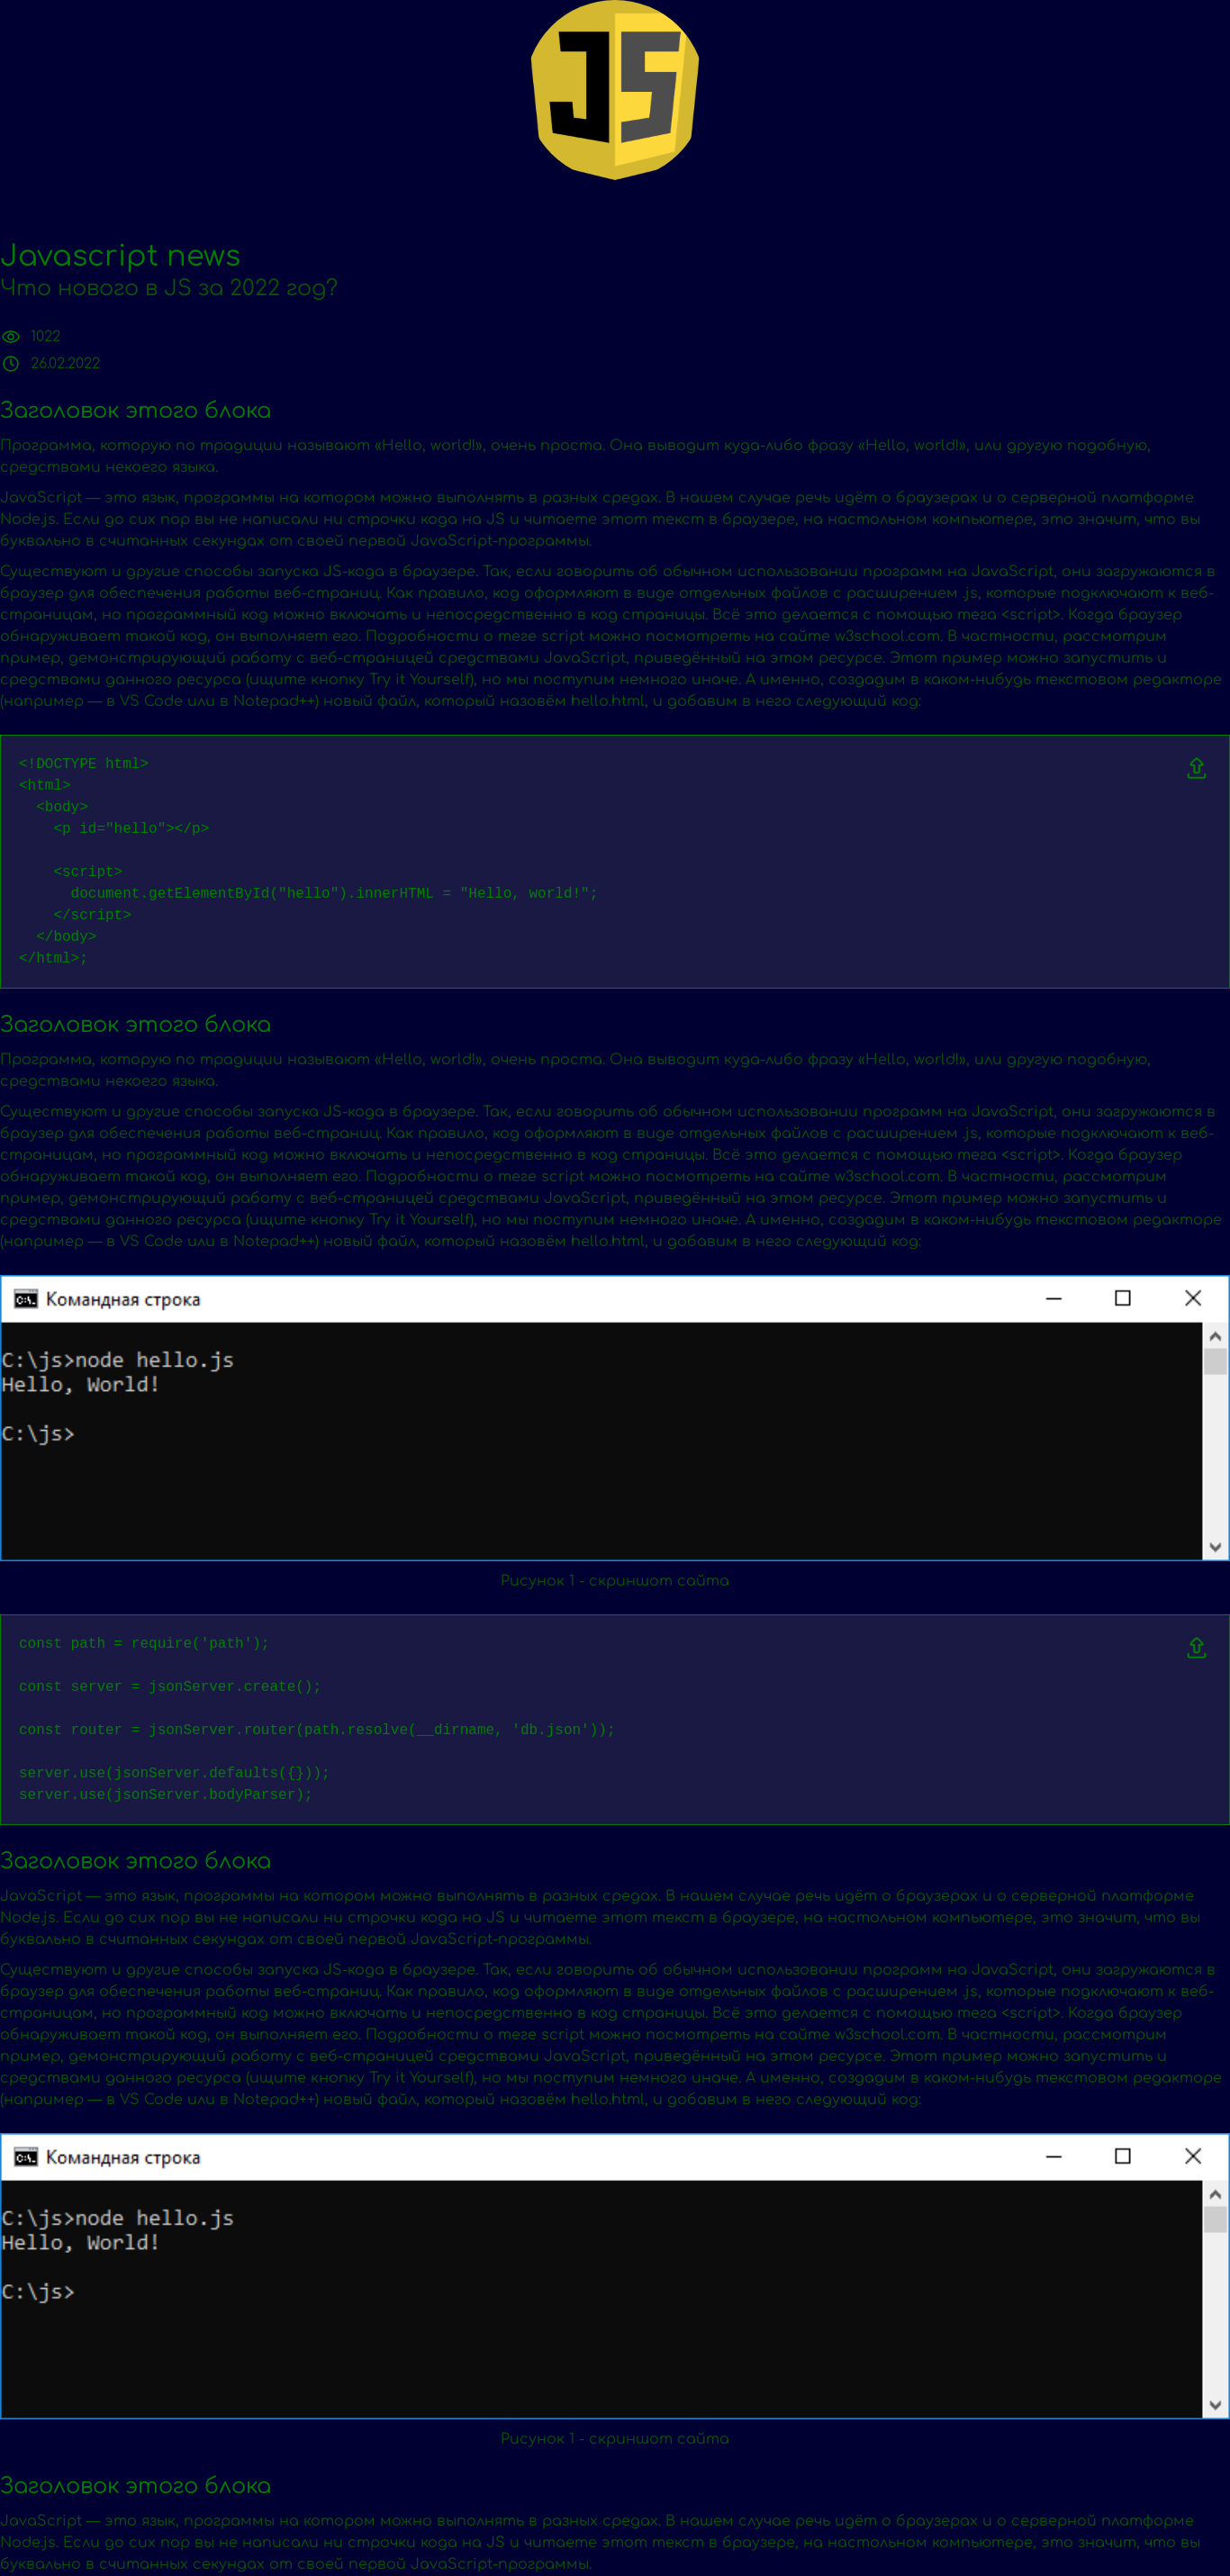 JS
Javascript news
Что нового в JS за 2022 год?
1022
26.02.2022
Заголовок этого блока
Программа, которую по традиции называют «Hello, world!», очень проста. Она выводит куда-либо фразу «Hello, world!», или другую подобную,
средствами некоего языка.
JavaScript — это язык, программы на котором можно выполнять в разных средах. В нашем случае речь идёт о браузерах и о серверной платформе
Node.js. Если до сих пор вы не написали ни строчки кода на JS и читаете этот текст в браузере, на настольном компьютере, это значит, что вы
буквально в считанных секундах от своей первой JavaScript-программы.
Существуют и другие способы запуска JS-кода в браузере. Так, если говорить об обычном использовании программ на JavaScript, они загружаются в
браузер для обеспечения работы веб-страниц. Как правило, код оформляют в виде отдельных файлов с расширением .js, которые подключают к веб-
страницам, но программный код можно включать и непосредственно в код страницы. Всё это делается с помощью тега <script>. Когда браузер
обнаруживает такой код, он выполняет его. Подробности о теге script можно посмотреть на сайте w3school.com. В частности, рассмотрим
пример, демонстрирующий работу с веб-страницей средствами JavaScript, приведённый на этом ресурсе. Этот пример можно запустить и
средствами данного ресурса (ищите кнопку Try it Yourself), но мы поступим немного иначе. А именно, создадим в каком-нибудь текстовом редакторе
(например — в VS Code или в Notepad++) новый файл, который назовём hello.html, и добавим в него следующий код:
<!DOCTYPE html>
<html>
  <body>
    <p id="hello"></p>

    <script>
      document.getElementById("hello").innerHTML = "Hello, world!";
    </script>
  </body>
</html>;
Заголовок этого блока
Программа, которую по традиции называют «Hello, world!», очень проста. Она выводит куда-либо фразу «Hello, world!», или другую подобную,
средствами некоего языка.
Существуют и другие способы запуска JS-кода в браузере. Так, если говорить об обычном использовании программ на JavaScript, они загружаются в
браузер для обеспечения работы веб-страниц. Как правило, код оформляют в виде отдельных файлов с расширением .js, которые подключают к веб-
страницам, но программный код можно включать и непосредственно в код страницы. Всё это делается с помощью тега <script>. Когда браузер
обнаруживает такой код, он выполняет его. Подробности о теге script можно посмотреть на сайте w3school.com. В частности, рассмотрим
пример, демонстрирующий работу с веб-страницей средствами JavaScript, приведённый на этом ресурсе. Этот пример можно запустить и
средствами данного ресурса (ищите кнопку Try it Yourself), но мы поступим немного иначе. А именно, создадим в каком-нибудь текстовом редакторе
(например — в VS Code или в Notepad++) новый файл, который назовём hello.html, и добавим в него следующий код:
C:\. Командная строка
C:\js>node hello.js
Hello, World!
C:\js>
Рисунок 1 - скриншот сайта
const path = require('path');

const server = jsonServer.create();

const router = jsonServer.router(path.resolve(__dirname, 'db.json'));

server.use(jsonServer.defaults({}));
server.use(jsonServer.bodyParser);
Заголовок этого блока
JavaScript — это язык, программы на котором можно выполнять в разных средах. В нашем случае речь идёт о браузерах и о серверной платформе
Node.js. Если до сих пор вы не написали ни строчки кода на JS и читаете этот текст в браузере, на настольном компьютере, это значит, что вы
буквально в считанных секундах от своей первой JavaScript-программы.
Существуют и другие способы запуска JS-кода в браузере. Так, если говорить об обычном использовании программ на JavaScript, они загружаются в
браузер для обеспечения работы веб-страниц. Как правило, код оформляют в виде отдельных файлов с расширением .js, которые подключают к веб-
страницам, но программный код можно включать и непосредственно в код страницы. Всё это делается с помощью тега <script>. Когда браузер
обнаруживает такой код, он выполняет его. Подробности о теге script можно посмотреть на сайте w3school.com. В частности, рассмотрим
пример, демонстрирующий работу с веб-страницей средствами JavaScript, приведённый на этом ресурсе. Этот пример можно запустить и
средствами данного ресурса (ищите кнопку Try it Yourself), но мы поступим немного иначе. А именно, создадим в каком-нибудь текстовом редакторе
(например — в VS Code или в Notepad++) новый файл, который назовём hello.html, и добавим в него следующий код:
C:\. Командная строка
C:\js>node hello.js
Hello, World!
C:\js>
Рисунок 1 - скриншот сайта
Заголовок этого блока
JavaScript — это язык, программы на котором можно выполнять в разных средах. В нашем случае речь идёт о браузерах и о серверной платформе
Node.js. Если до сих пор вы не написали ни строчки кода на JS и читаете этот текст в браузере, на настольном компьютере, это значит, что вы
буквально в считанных секундах от своей первой JavaScript-программы.